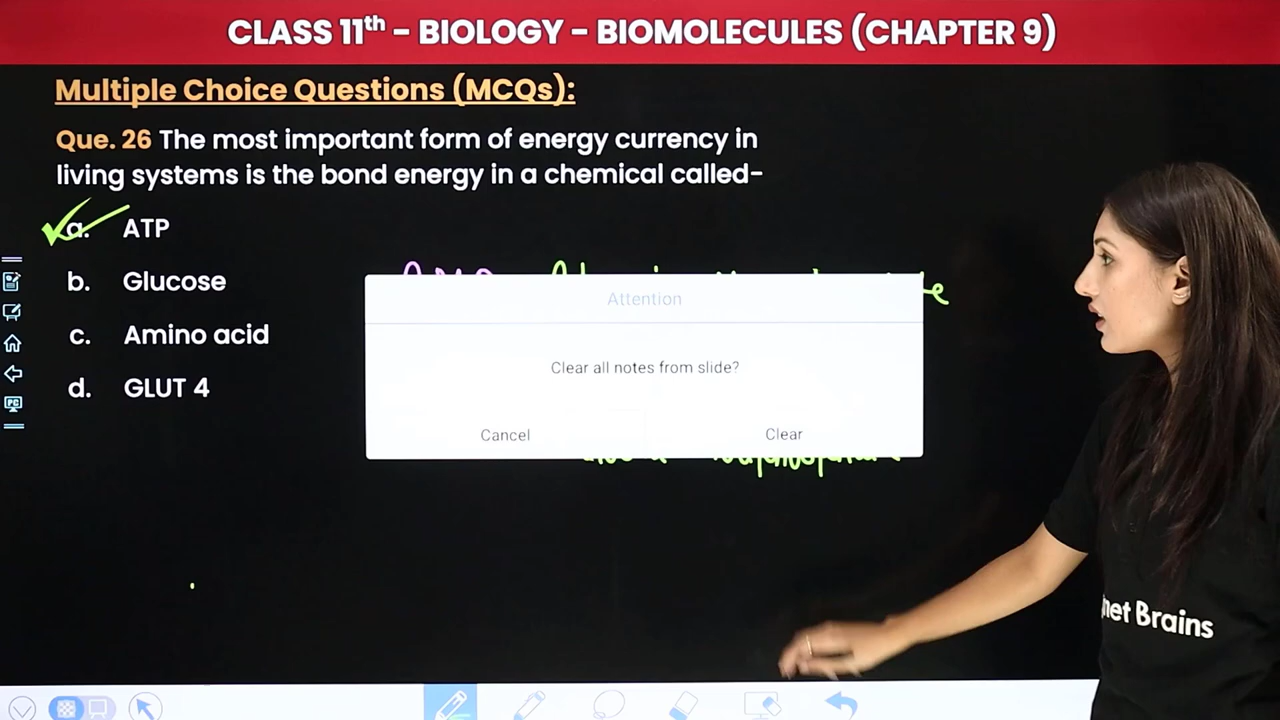 CLASS 11th - BIOLOGY - BIOMOLECULES (CHAPTER 9)
Multiple Choice Questions (MCQs):
Que. 26 The most important form of energy currency in
living systems is the bond energy in a chemical called-
a. ATP
b. Glucose
c. Amino acid
d. GLUT 4
Attention
Clear all notes from slide?
Cancel
Clear
PC
net Brains